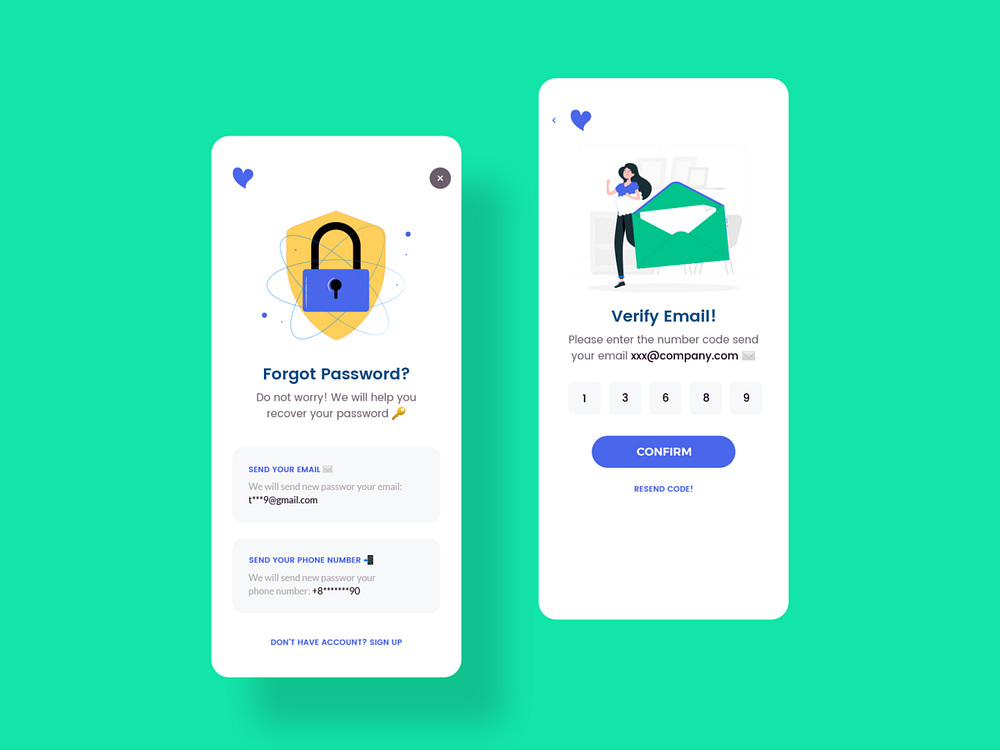 Forgot Password?
Do not worry! We will help you
recover your password 🔑
SEND YOUR EMAIL ✉️
We will send new passwor your email:
t***9@gmail.com
SEND YOUR PHONE NUMBER 📲
We will send new passwor your
phone number: +8*******90
DON'T HAVE ACCOUNT? SIGN UP
Verify Email!
Please enter the number code send
your email xxx@company.com ✉️
1 3 6 8 9
CONFIRM
RESEND CODE!